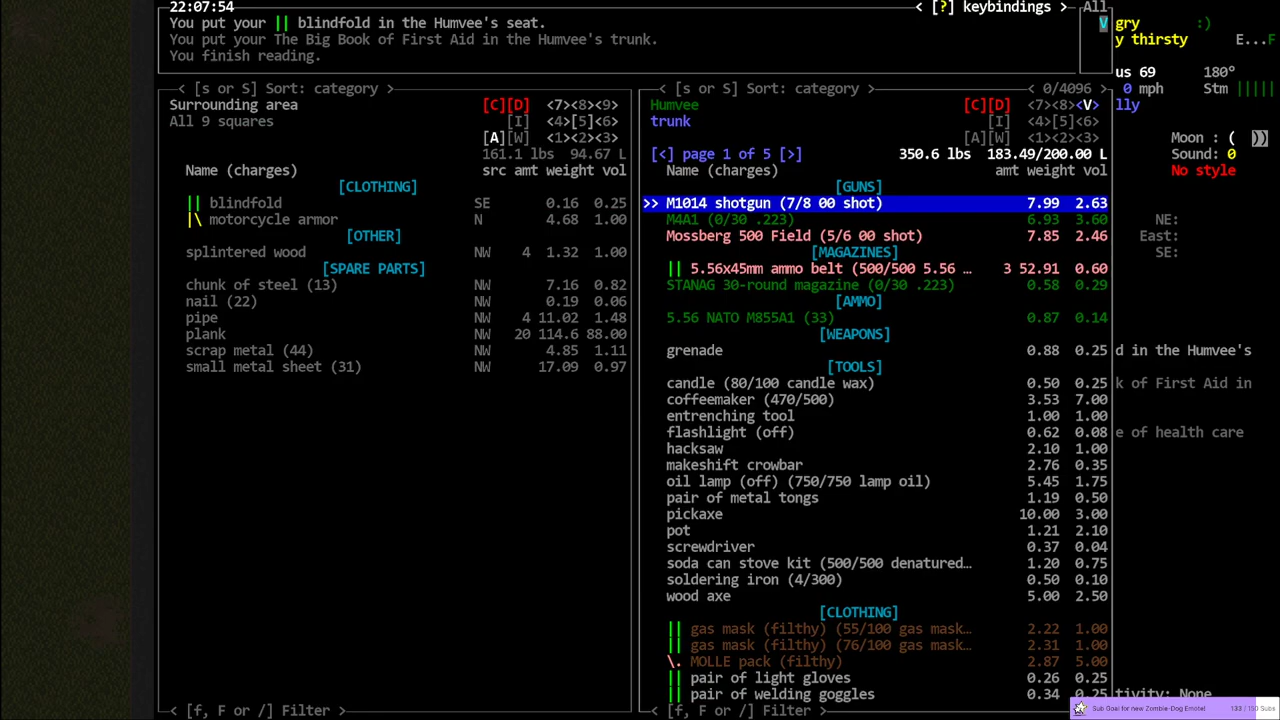 22:07:54
< [?] keybindings >
All
You put your || blindfold in the Humvee's seat.
V
gry :)
You put your The Big Book of First Aid in the Humvee's trunk.
y thirsty E...F
You finish reading.
us 69 180°
0 mph Stm |||||
lly
Moon : ( ))
Sound: 0
No style
NE:
East:
SE:
d in the Humvee's
k of First Aid in
e of health care
tivity: None
< [s or S] Sort: category >
Surrounding area [C][D] <7><8><9>
All 9 squares [I] <4>[5]<6>
[A][W] <1><2><3>
161.1 lbs 94.67 L
Name (charges) src amt weight vol
[CLOTHING]
|| blindfold SE 0.16 0.25
|\ motorcycle armor N 4.68 1.00
[OTHER]
splintered wood NW 4 1.32 1.00
[SPARE PARTS]
chunk of steel (13) NW 7.16 0.82
nail (22) NW 0.19 0.06
pipe NW 4 11.02 1.48
plank NW 20 114.6 88.00
scrap metal (44) NW 4.85 1.11
small metal sheet (31) NW 17.09 0.97
< [f, F or /] Filter >
< [s or S] Sort: category > < 0/4096 >
Humvee [C][D] <7><8><V>
trunk [I] <4>[5]<6>
[A][W] <1><2><3>
[<] page 1 of 5 [>] 350.6 lbs 183.49/200.00 L
Name (charges) amt weight vol
[GUNS]
>> M1014 shotgun (7/8 00 shot) 7.99 2.63
M4A1 (0/30 .223) 6.93 3.60
Mossberg 500 Field (5/6 00 shot) 7.85 2.46
[MAGAZINES]
|| 5.56x45mm ammo belt (500/500 5.56 … 3 52.91 0.60
STANAG 30-round magazine (0/30 .223) 0.58 0.29
[AMMO]
5.56 NATO M855A1 (33) 0.87 0.14
[WEAPONS]
grenade 0.88 0.25
[TOOLS]
candle (80/100 candle wax) 0.50 0.25
coffeemaker (470/500) 3.53 7.00
entrenching tool 1.00 1.00
flashlight (off) 0.62 0.08
hacksaw 2.10 1.00
makeshift crowbar 2.76 0.35
oil lamp (off) (750/750 lamp oil) 5.45 1.75
pair of metal tongs 1.19 0.50
pickaxe 10.00 3.00
pot 1.21 2.10
screwdriver 0.37 0.04
soda can stove kit (500/500 denatured… 1.20 0.75
soldering iron (4/300) 0.50 0.10
wood axe 5.00 2.50
[CLOTHING]
|| gas mask (filthy) (55/100 gas mask… 2.22 1.00
|| gas mask (filthy) (76/100 gas mask… 2.31 1.00
\. MOLLE pack (filthy) 2.87 5.00
|| pair of light gloves 0.26 0.25
|| pair of welding goggles 0.34 0.25
< [f, F or /] Filter >
Sub Goal for new Zombie-Dog Emote! 133 / 150 Subs